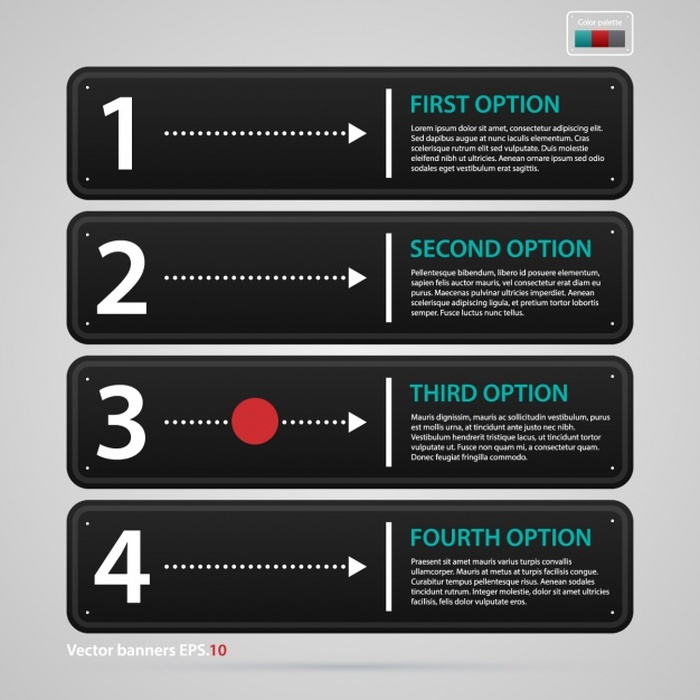 Color palette
1
FIRST OPTION
Lorem ipsum dolor sit amet, consectetur adipiscing elit.
Sed dapibus augue at nunc iaculis elementum. Cras
scelerisque rutrum elit sed vulputate. Duis molestie
eleifend nibh ut ultricies. Aenean ornare ipsum sed odio
sodales eget vestibulum erat sagittis.
2
SECOND OPTION
Pellentesque bibendum, libero id posuere elementum,
sapien felis auctor mi, vel consectetur erat diam eu
purus. Maecenas pulvinar ultricies imperdiet. Aenean
scelerisque adipiscing ligula, et pretium tortor lobortis
semper. Fusce luctus nunc tellus.
3
THIRD OPTION
Mauris dignissim, mauris ac sollicitudin vestibulum, purus
est mollis urna, at tincidunt ante justo nec nibh.
Vestibulum hendrerit tristique lacus, ut tincidunt tortor
vulputate ut. Fusce non quam mi, a consectetur quam.
Donec feugiat fringilla commodo.
4
FOURTH OPTION
Praesent sit amet mauris varius turpis convallis
ullamcorper. Mauris at metus at turpis facilisis congue.
Curabitur tempus pellentesque risus. Aenean sodales
tincidunt rutrum. Mauris id erat vel metus ultricies
facilisis, felis dolor vulputate eros.
Vector banners EPS.10